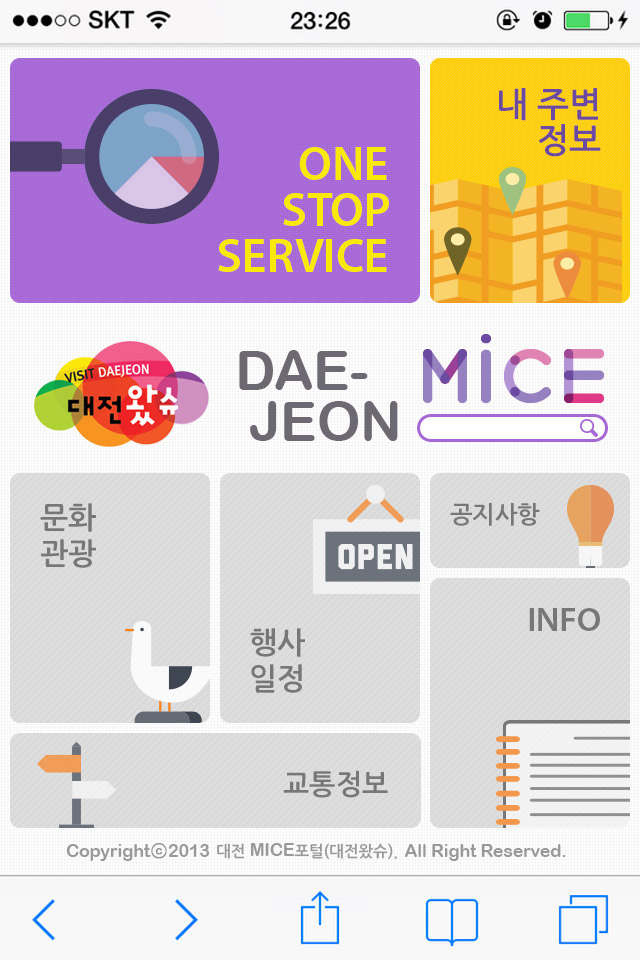 SKT
23:26
ONE
STOP
SERVICE
내 주변
정보
VISIT DAEJEON
대전왔슈
DAE-
JEON
MiCE
문화
관광
OPEN
행사
일정
공지사항
INFO
교통정보
Copyrightⓒ2013 대전 MICE포털(대전왔슈). All Right Reserved.